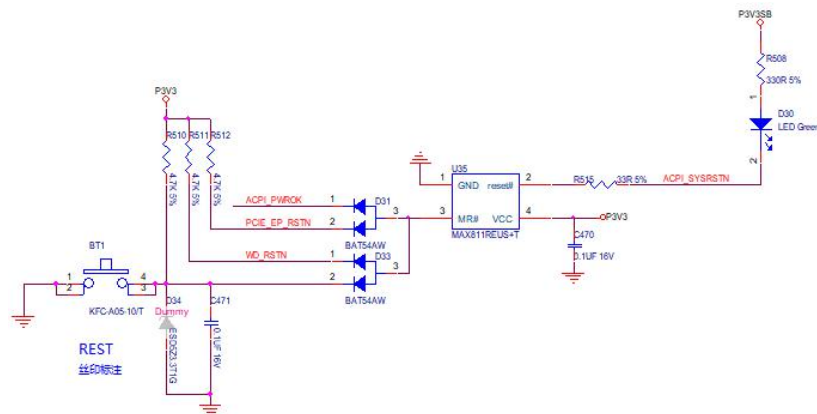 P3V3SB
R508
330R 5%
1
D30
LED Green
2
P3V3
R510
R511
R512
4.7K 5%
4.7K 5%
4.7K 5%
U35
1
GND
reset#
2
R515
33R 5%
ACPI_SYSRSTN
ACPI_PWROK
1
D31
3
3
MR#
VCC
4
P3V3
PCIE_EP_RSTN
2
BAT54AW
MAX811REUS+T
C470
0.1UF 16V
BT1
WD_RSTN
1
D33
3
1
2
4
3
2
BAT54AW
KFC-A05-10/T
D34
Dummy
ESD5Z3.3T1G
C471
0.1UF 16V
REST
丝印标注